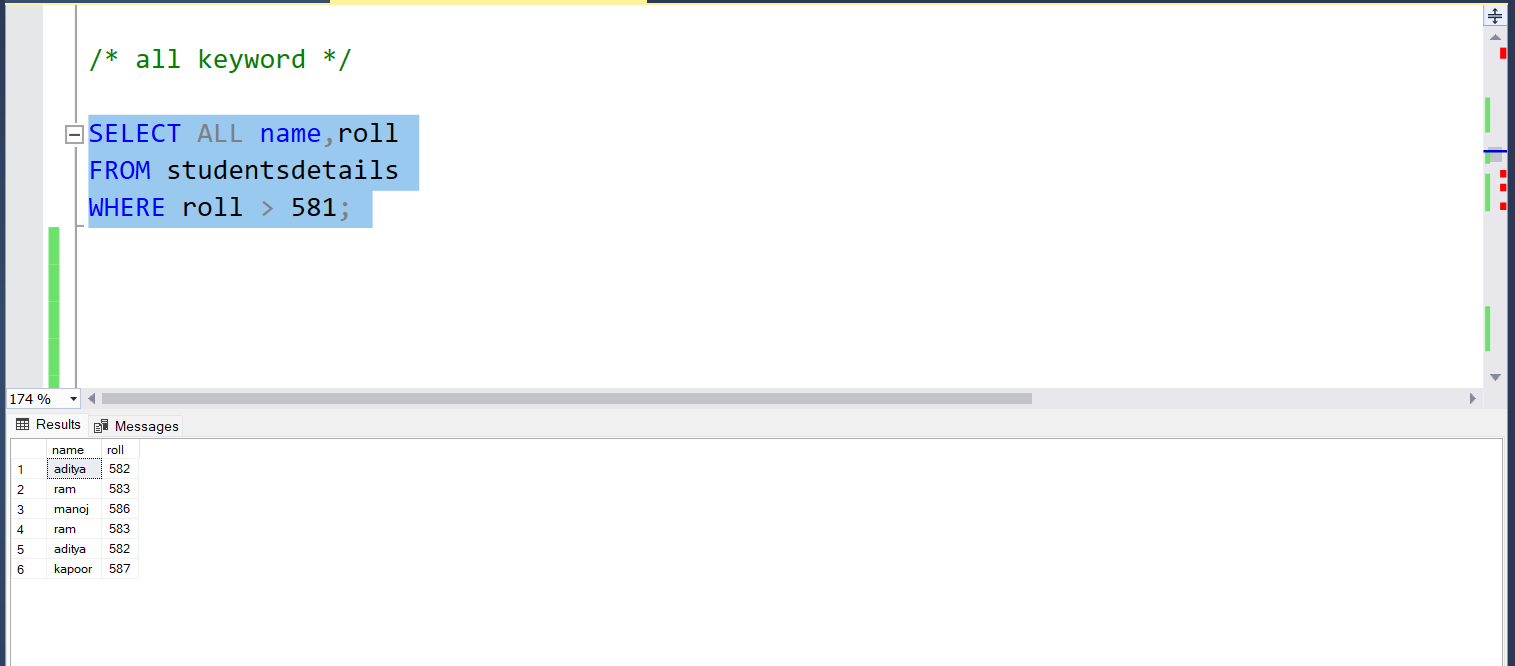 /* all keyword */
SELECT ALL name,roll
FROM studentsdetails
WHERE roll > 581;
174 %
Results Messages
name roll
1 aditya 582
2 ram 583
3 manoj 586
4 ram 583
5 aditya 582
6 kapoor 587